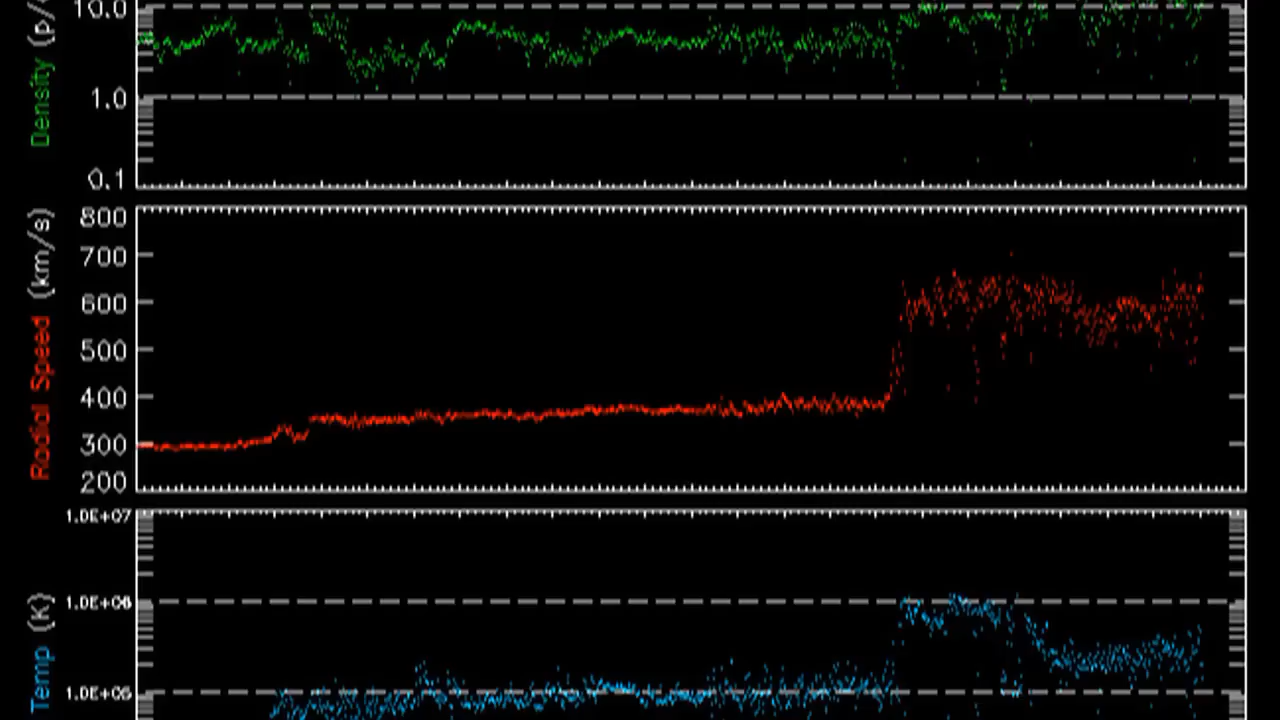 Density (p/
10.0
1.0
0.1
Radial Speed (km/s)
800
700
600
500
400
300
200
Temp (K)
1.0E+07
1.0E+06
1.0E+05